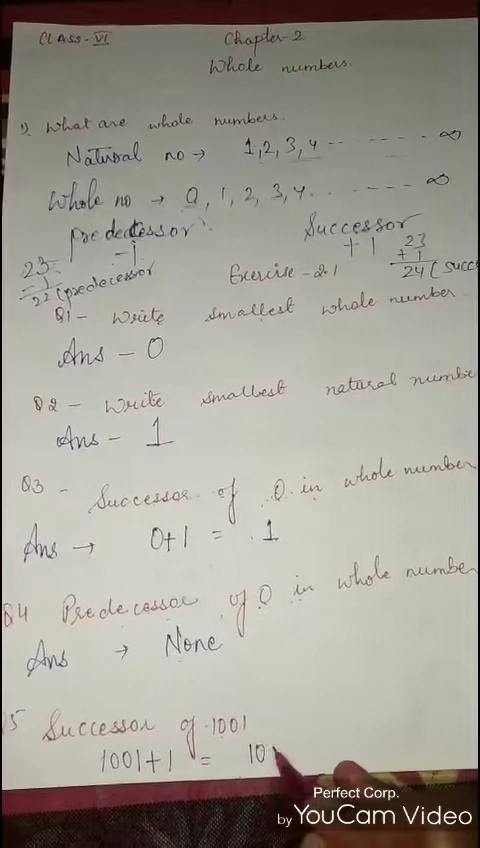 CLASS-VI Chapter-2
Whole numbers.
1). What are whole numbers.
Natural no → 1,2,3,4 -- ---- - ∞
Whole no → 0, 1, 2, 3, 4. . . ---- ∞
Predecessor Successor
-1 +1
23 23
-1 +1
22 (predecessor 24 (succ
Exercise - 2.1
Q1 - Write smallest whole number
Ans - 0
Q2 - Write smallest natural numbe
Ans - 1
Q3 - Successor of 0 in whole number
Ans → 0+1 = 1
Q4 Predecessor of 0 in whole number
Ans → None
5 Successor of 1001
1001+1 = 10
Perfect Corp.
by YouCam Video